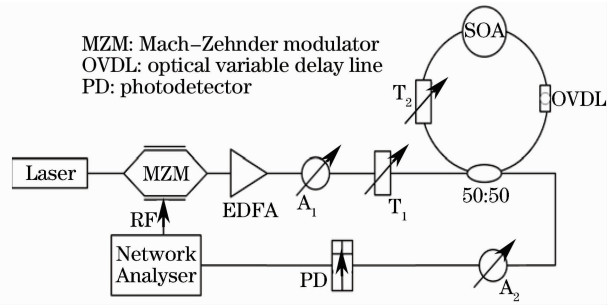 MZM: Mach–Zehnder modulator
OVDL: optical variable delay line
PD: photodetector
SOA
T2
OVDL
Laser
MZM
EDFA
A1
T1
50:50
RF
Network
Analyser
PD
A2